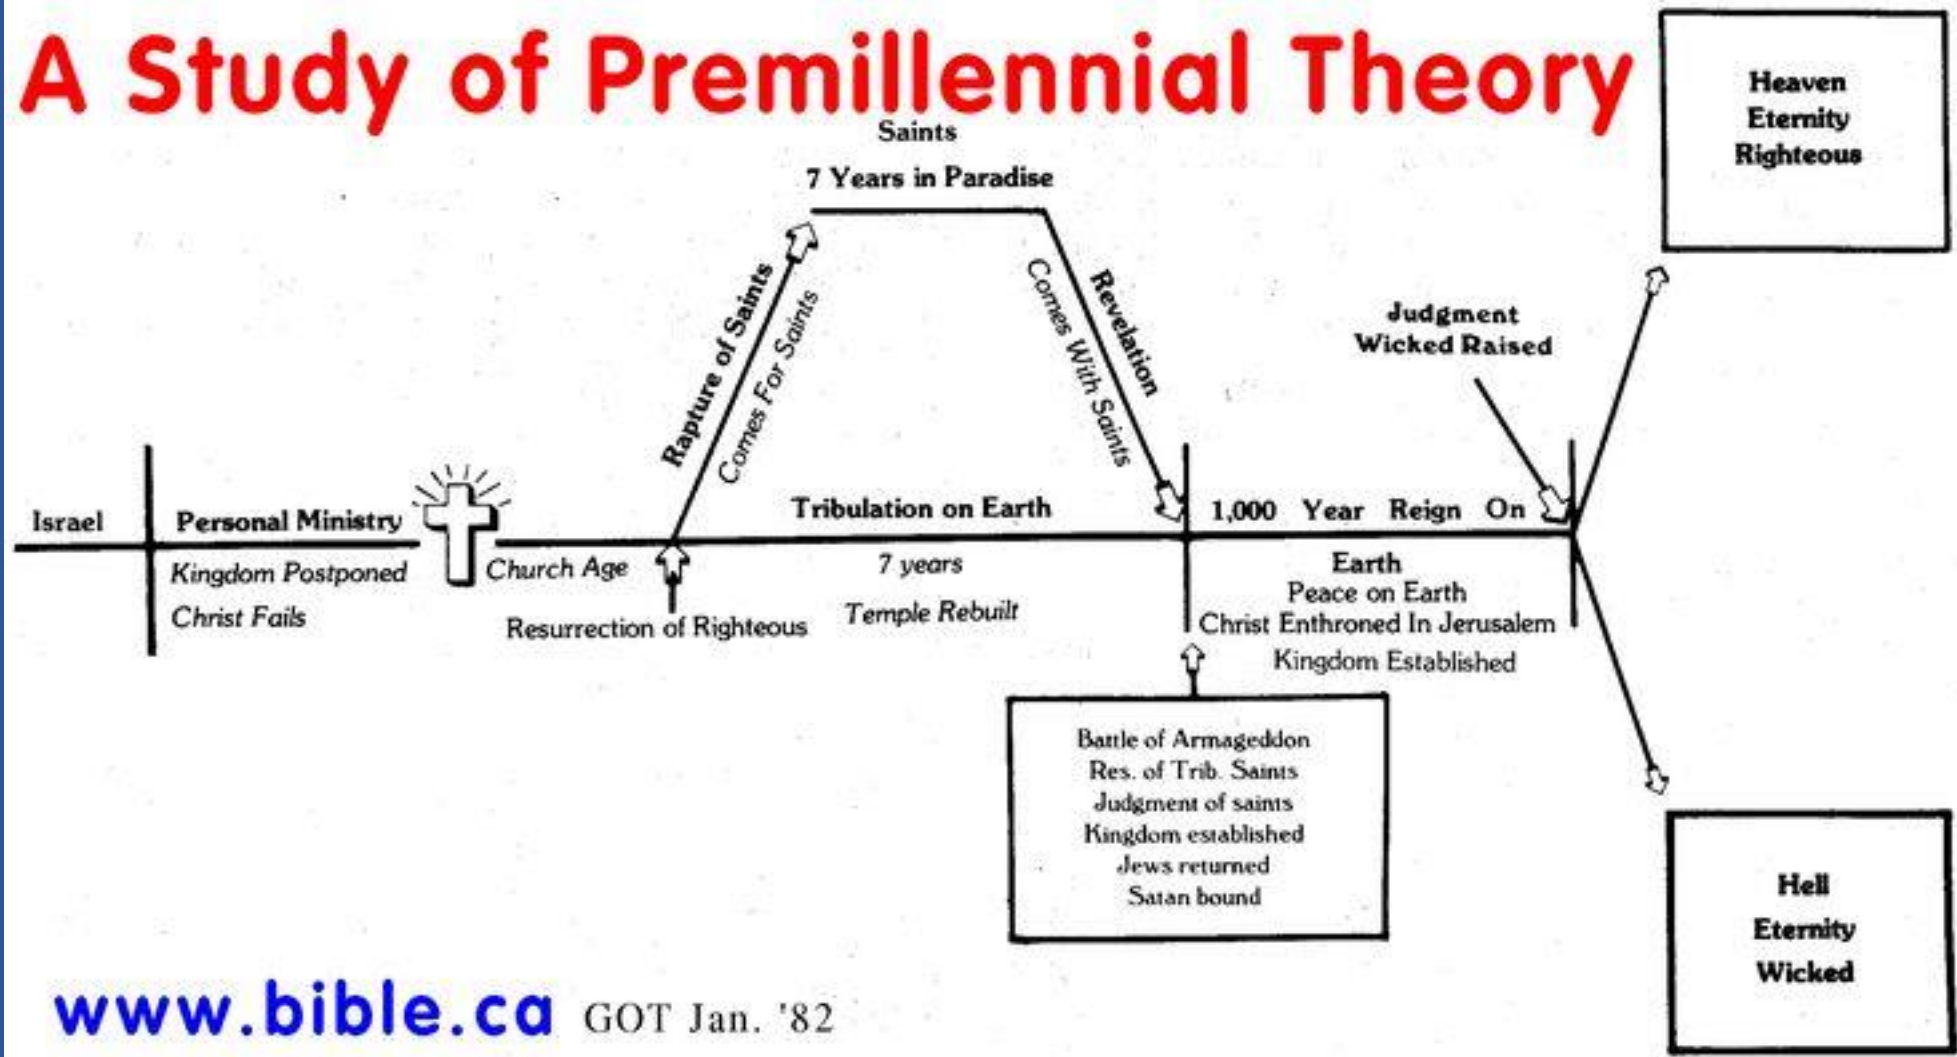 A Study of Premillennial Theory
Heaven
Eternity
Righteous
Saints
7 Years in Paradise
Rapture of Saints
Comes For Saints
Revelation
Comes With Saints
Judgment
Wicked Raised
Israel
Personal Ministry
Kingdom Postponed
Christ Fails
Church Age
Resurrection of Righteous
Tribulation on Earth
7 years
Temple Rebuilt
1,000 Year Reign On
Earth
Peace on Earth
Christ Enthroned In Jerusalem
Kingdom Established
Battle of Armageddon
Res. of Trib. Saints
Judgment of saints
Kingdom established
Jews returned
Satan bound
Hell
Eternity
Wicked
www.bible.ca GOT Jan. '82